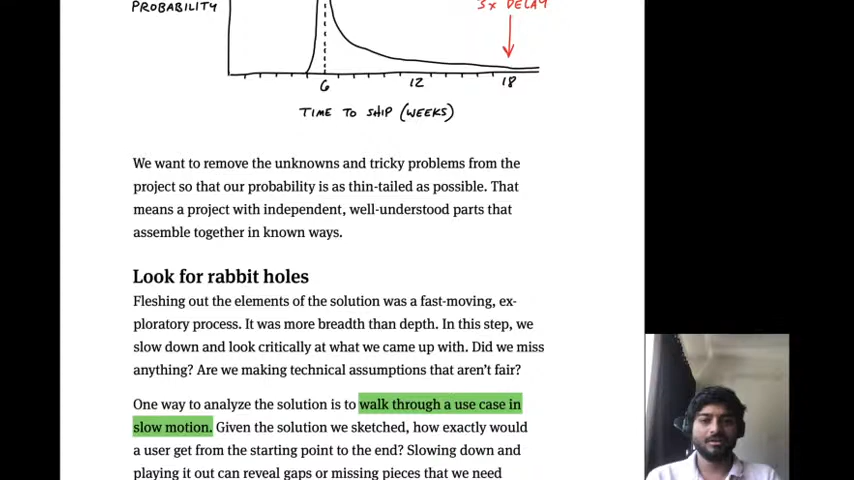 3x DELAY
PROBABILITY
6
12
18
TIME TO SHIP (WEEKS)
We want to remove the unknowns and tricky problems from the
project so that our probability is as thin-tailed as possible. That
means a project with independent, well-understood parts that
assemble together in known ways.
Look for rabbit holes
Fleshing out the elements of the solution was a fast-moving, ex-
ploratory process. It was more breadth than depth. In this step, we
slow down and look critically at what we came up with. Did we miss
anything? Are we making technical assumptions that aren't fair?
One way to analyze the solution is to walk through a use case in
slow motion. Given the solution we sketched, how exactly would
a user get from the starting point to the end? Slowing down and
playing it out can reveal gaps or missing pieces that we need